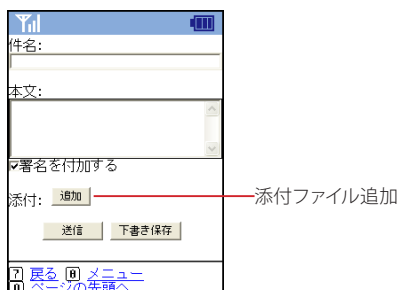 件名:
本文:
署名を付加する
添付: 追加
添付ファイル追加
送信 下書き保存
7 戻る 8 メニュー
0 ページの先頭へ